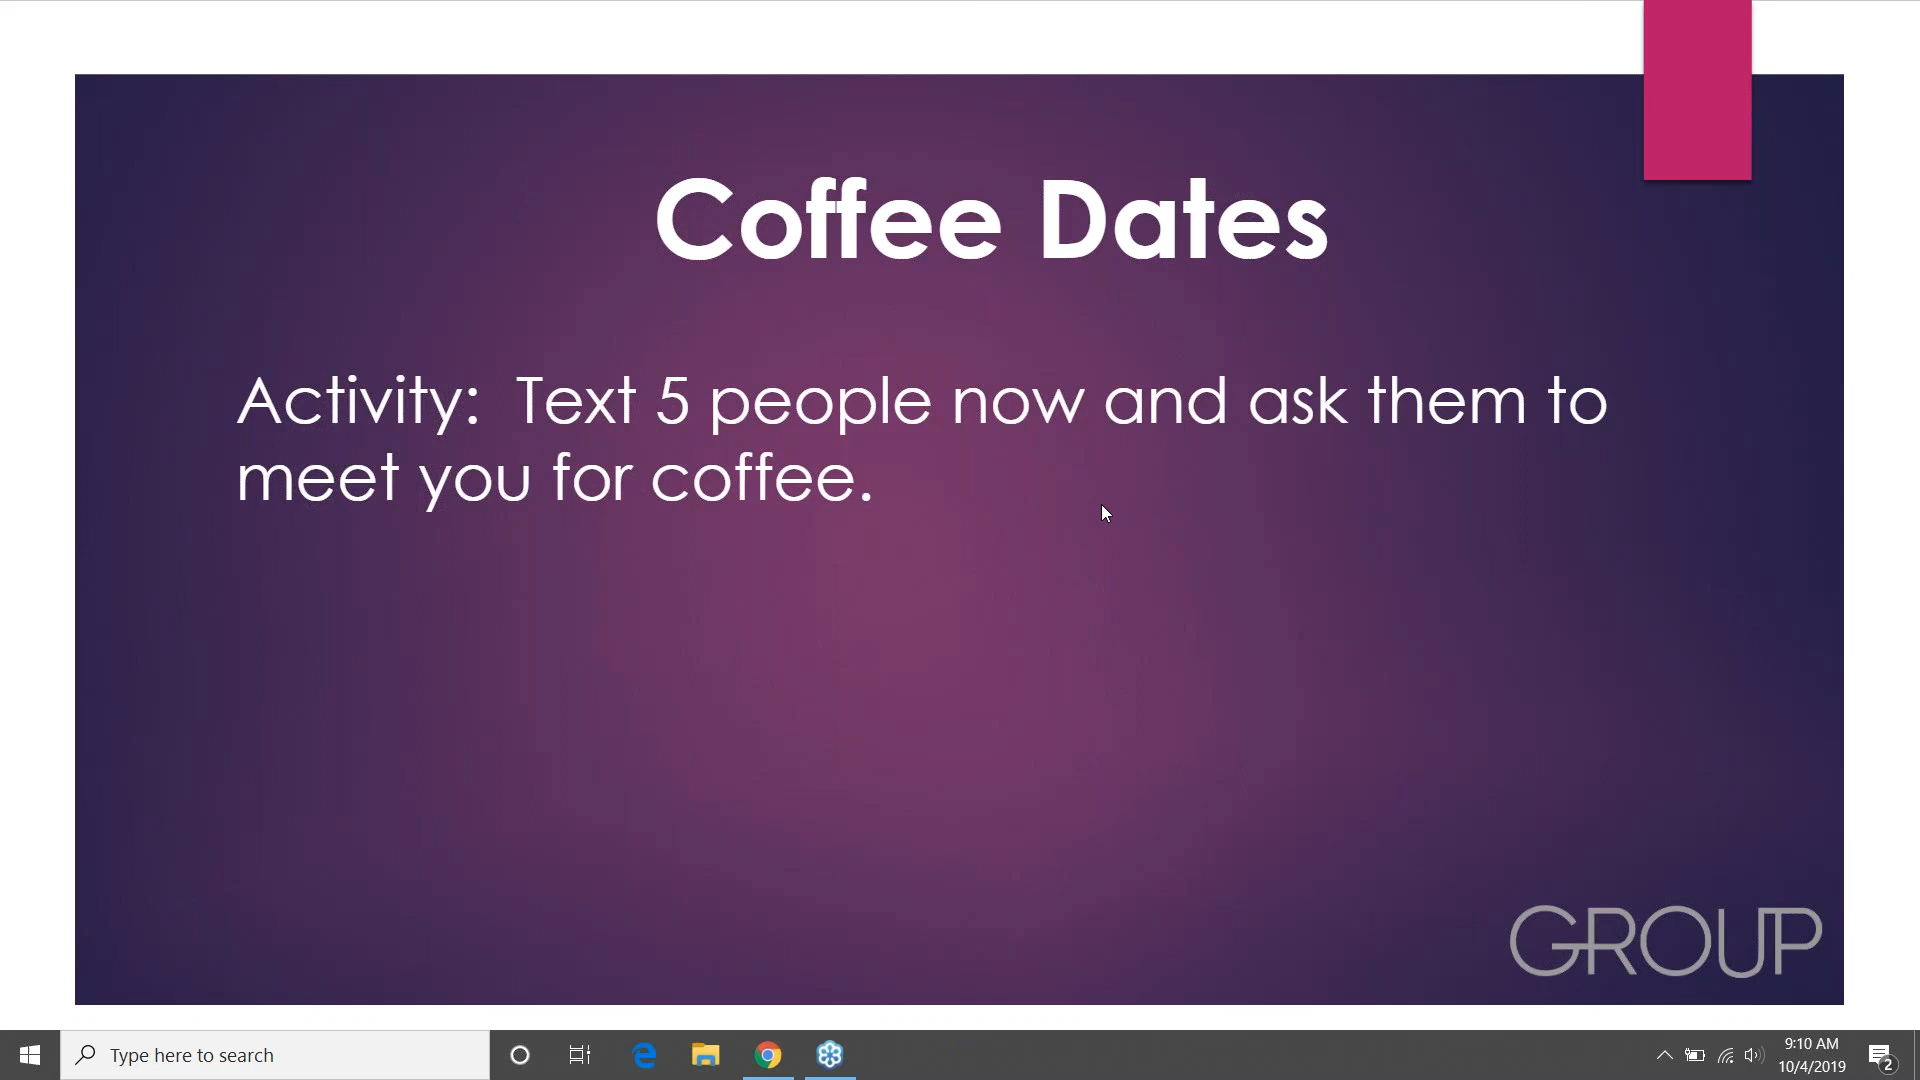 Coffee Dates
Activity:  Text 5 people now and ask them to
meet you for coffee.
GROUP
Type here to search
9:10 AM
10/4/2019
2